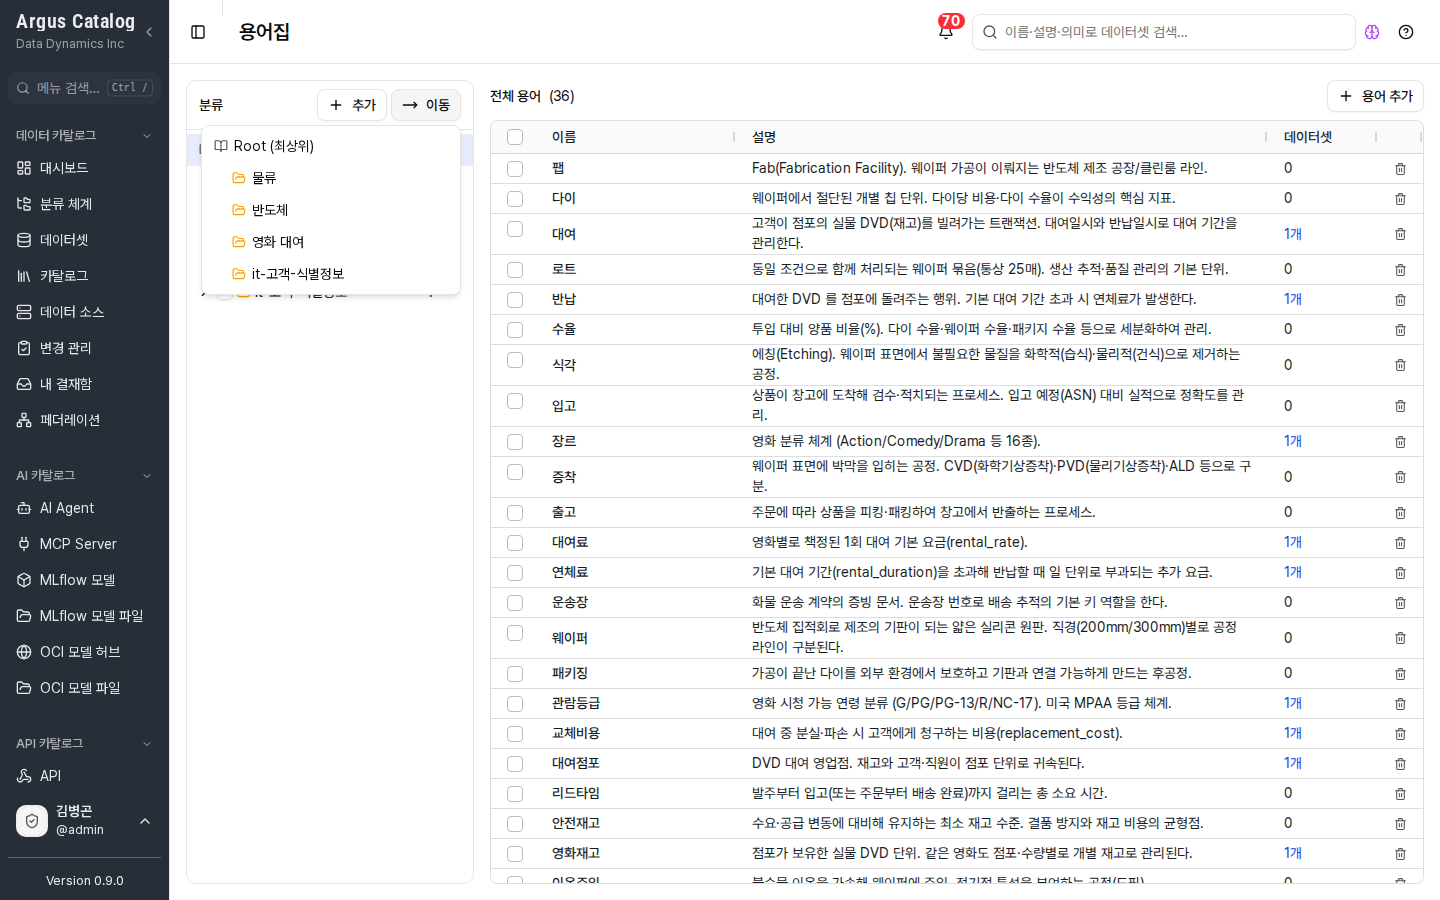 Argus Catalog
Data Dynamics Inc
메뉴 검색...
Ctrl /
데이터 카탈로그
대시보드
분류 체계
데이터셋
카탈로그
데이터 소스
변경 관리
내 결재함
페더레이션
AI 카탈로그
AI Agent
MCP Server
MLflow 모델
MLflow 모델 파일
OCI 모델 허브
OCI 모델 파일
API 카탈로그
API
김병곤
@admin
Version 0.9.0
용어집
70
이름·설명·의미로 데이터셋 검색...
분류
추가
이동
Root (최상위)
물류
반도체
영화 대여
it-고객-식별정보
전체 용어 (36)
용어 추가
이름 설명 데이터셋
팹 Fab(Fabrication Facility). 웨이퍼 가공이 이뤄지는 반도체 제조 공장/클린룸 라인. 0
다이 웨이퍼에서 절단된 개별 칩 단위. 다이당 비용·다이 수율이 수익성의 핵심 지표. 0
대여 고객이 점포의 실물 DVD(재고)를 빌려가는 트랜잭션. 대여일시와 반납일시로 대여 기간을
관리한다. 1개
로트 동일 조건으로 함께 처리되는 웨이퍼 묶음(통상 25매). 생산 추적·품질 관리의 기본 단위. 0
반납 대여한 DVD 를 점포에 돌려주는 행위. 기본 대여 기간 초과 시 연체료가 발생한다. 1개
수율 투입 대비 양품 비율(%). 다이 수율·웨이퍼 수율·패키지 수율 등으로 세분화하여 관리. 0
식각 에칭(Etching). 웨이퍼 표면에서 불필요한 물질을 화학적(습식)·물리적(건식)으로 제거하는
공정. 0
입고 상품이 창고에 도착해 검수·적치되는 프로세스. 입고 예정(ASN) 대비 실적으로 정확도를 관
리. 0
장르 영화 분류 체계 (Action/Comedy/Drama 등 16종). 1개
증착 웨이퍼 표면에 박막을 입히는 공정. CVD(화학기상증착)·PVD(물리기상증착)·ALD 등으로 구
분. 0
출고 주문에 따라 상품을 피킹·패킹하여 창고에서 반출하는 프로세스. 0
대여료 영화별로 책정된 1회 대여 기본 요금(rental_rate). 1개
연체료 기본 대여 기간(rental_duration)을 초과해 반납할 때 일 단위로 부과되는 추가 요금. 1개
운송장 화물 운송 계약의 증빙 문서. 운송장 번호로 배송 추적의 기본 키 역할을 한다. 0
웨이퍼 반도체 집적회로 제조의 기판이 되는 얇은 실리콘 원판. 직경(200mm/300mm)별로 공정
라인이 구분된다. 0
패키징 가공이 끝난 다이를 외부 환경에서 보호하고 기판과 연결 가능하게 만드는 후공정. 0
관람등급 영화 시청 가능 연령 분류 (G/PG/PG-13/R/NC-17). 미국 MPAA 등급 체계. 1개
교체비용 대여 중 분실·파손 시 고객에게 청구하는 비용(replacement_cost). 1개
대여점포 DVD 대여 영업점. 재고와 고객·직원이 점포 단위로 귀속된다. 1개
리드타임 발주부터 입고(또는 주문부터 배송 완료)까지 걸리는 총 소요 시간. 0
안전재고 수요·공급 변동에 대비해 유지하는 최소 재고 수준. 결품 방지와 재고 비용의 균형점. 0
영화재고 점포가 보유한 실물 DVD 단위. 같은 영화도 점포·수량별로 개별 재고로 관리된다. 1개